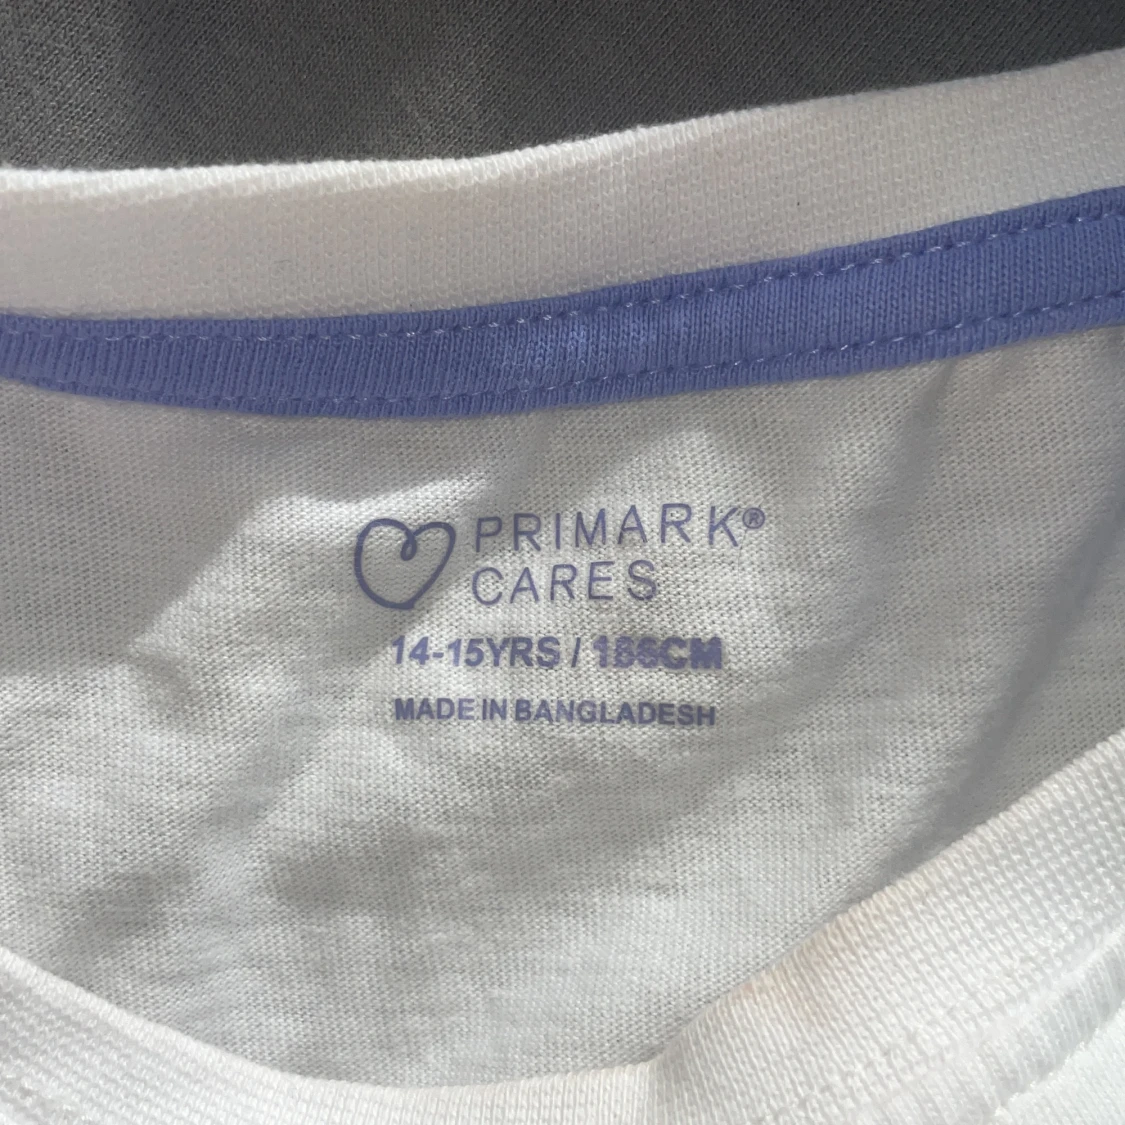 PRIMARK®
CARES
14-15YRS /
MADE IN BANGLADESH